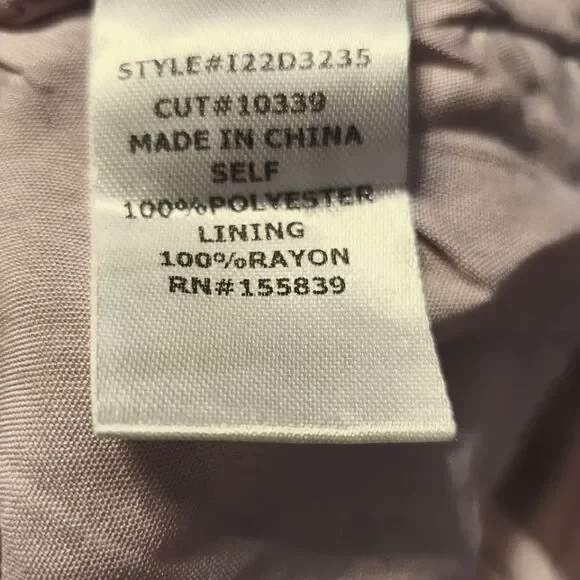 STYLE#I22D3235
CUT#10339
MADE IN CHINA
SELF
100%POLYESTER
LINING
100%RAYON
RN#155839